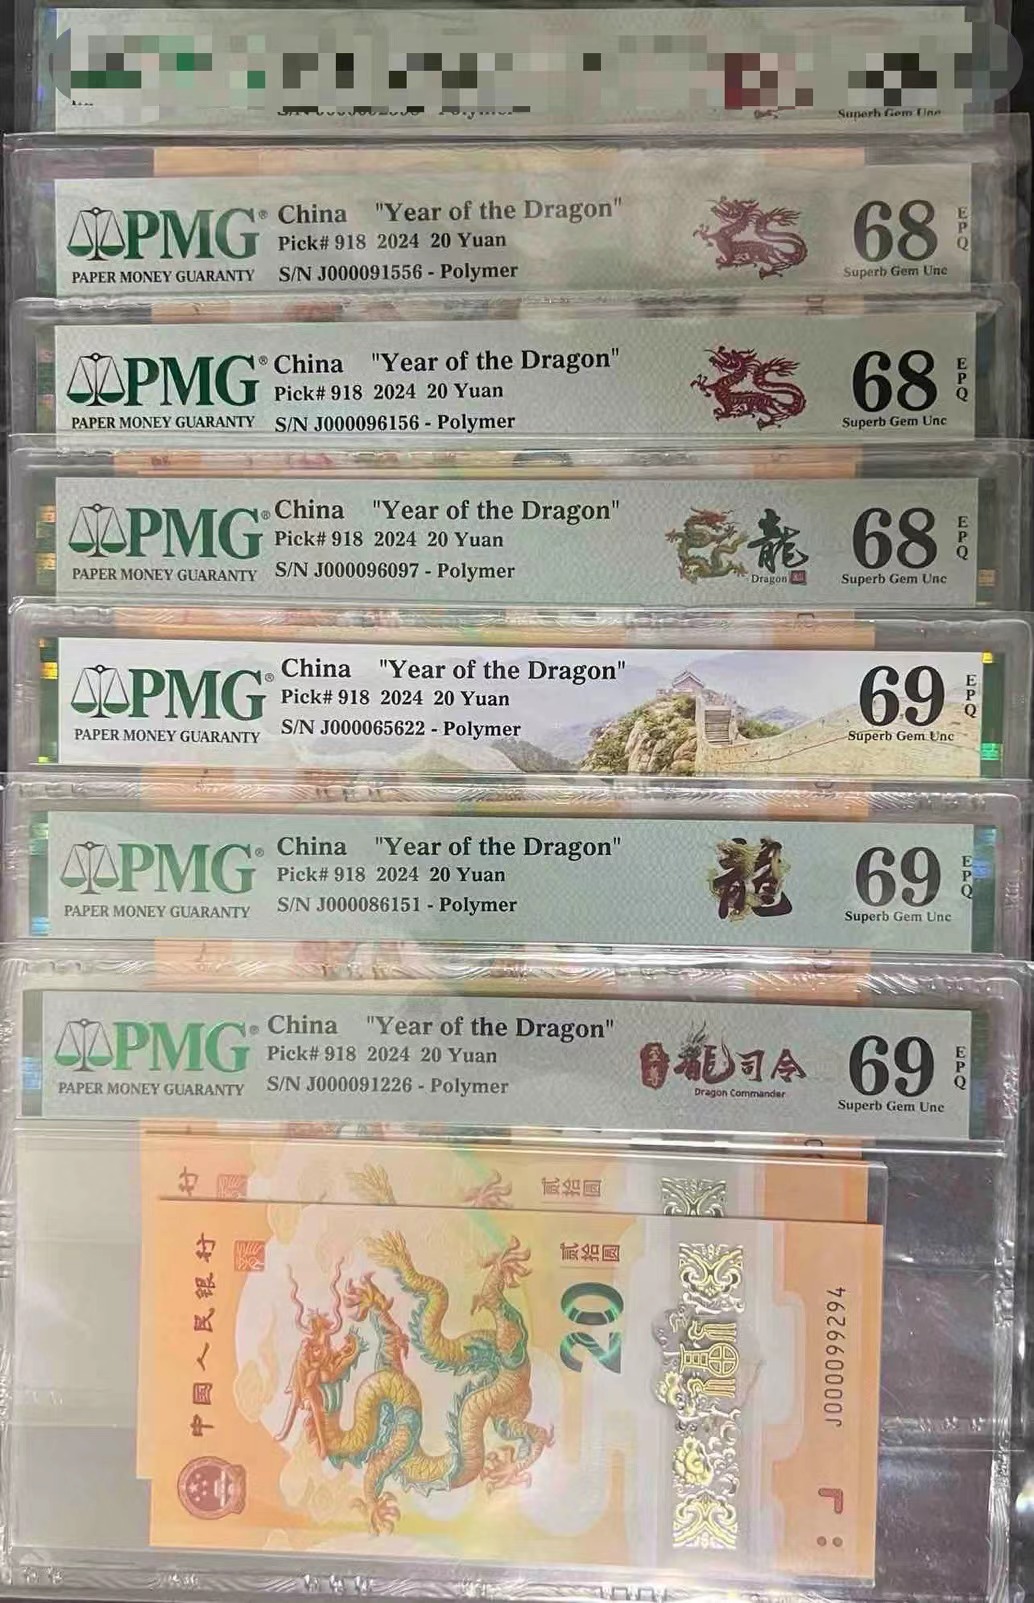 Superb Gem Unc
PMG®
PAPER MONEY GUARANTY
China "Year of the Dragon"
Pick# 918 2024 20 Yuan
S/N J000091556 - Polymer
68
EPQ
Superb Gem Unc
PMG®
PAPER MONEY GUARANTY
China "Year of the Dragon"
Pick# 918 2024 20 Yuan
S/N J000096156 - Polymer
68
EPQ
Superb Gem Unc
PMG®
PAPER MONEY GUARANTY
China "Year of the Dragon"
Pick# 918 2024 20 Yuan
S/N J000096097 - Polymer
龍
Dragon
68
EPQ
Superb Gem Unc
PMG®
PAPER MONEY GUARANTY
China "Year of the Dragon"
Pick# 918 2024 20 Yuan
S/N J000065622 - Polymer
69
EPQ
Superb Gem Unc
PMG®
PAPER MONEY GUARANTY
China "Year of the Dragon"
Pick# 918 2024 20 Yuan
S/N J000086151 - Polymer
龍
69
EPQ
Superb Gem Unc
PMG®
PAPER MONEY GUARANTY
China "Year of the Dragon"
Pick# 918 2024 20 Yuan
S/N J000091226 - Polymer
至尊
龍司令
Dragon Commander
69
EPQ
Superb Gem Unc
行
贰拾圆
中国人民银行
贰拾圆
20
J000099294